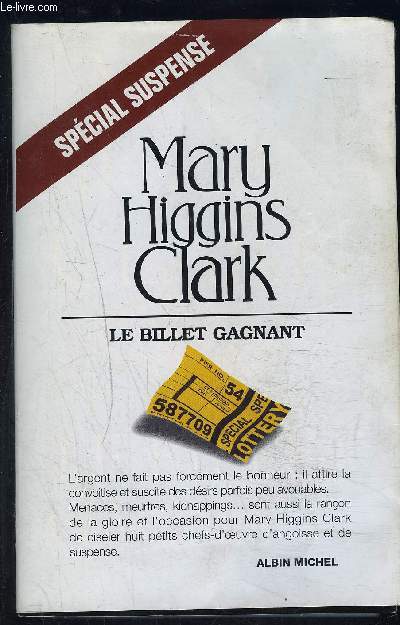 Le-livre.com
SPÉCIAL SUSPENSE
Mary
Higgins
Clark
LE BILLET GAGNANT
54
587709
SPECIAL SPE
LOTTERY
L'argent ne fait pas forcément le bonheur : il attire la
convoitise et suscite des désirs parfois peu avouables.
Menaces, meurtres, kidnappings... sont aussi la rançon
de la gloire et l'occasion pour Mary Higgins Clark
de ciseler huit petits chefs-d'œuvre d'angoisse et de
suspense.
ALBIN MICHEL